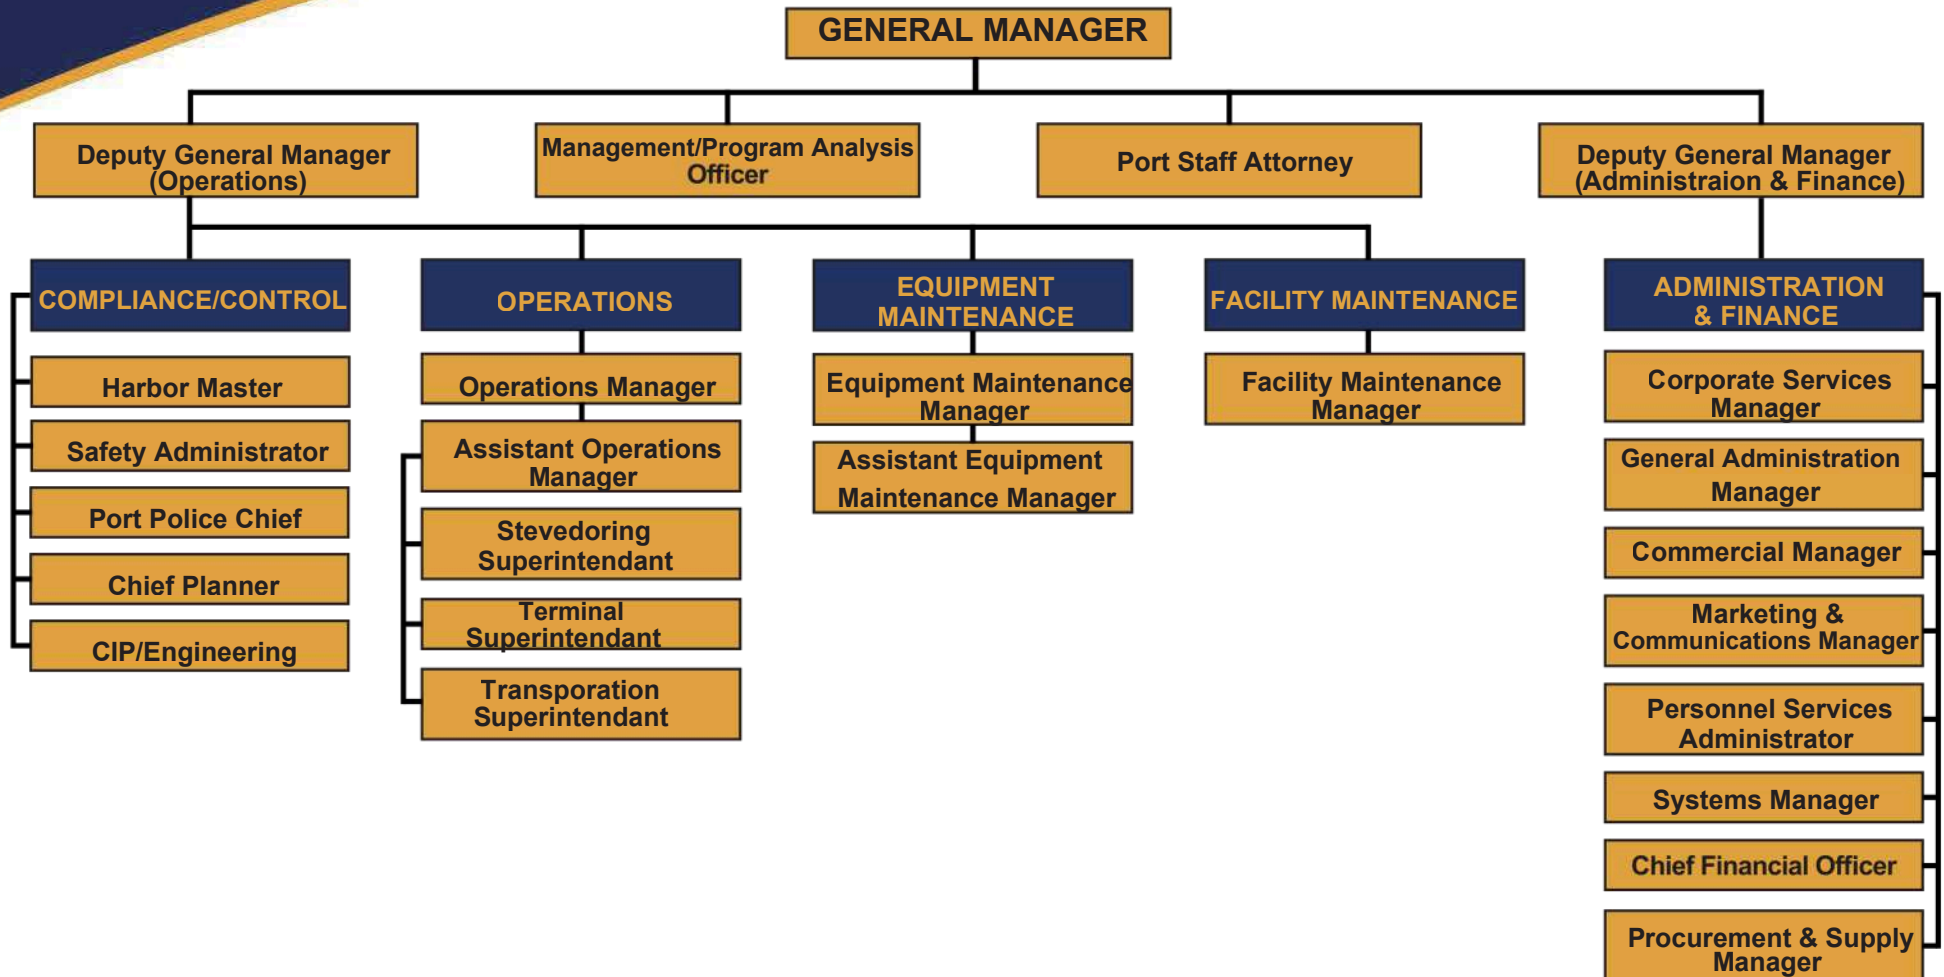 GENERAL MANAGER
Deputy General Manager
(Operations)
Management/Program Analysis
Officer
Port Staff Attorney
Deputy General Manager
(Administraion & Finance)
COMPLIANCE/CONTROL
Harbor Master
Safety Administrator
Port Police Chief
Chief Planner
CIP/Engineering
OPERATIONS
Operations Manager
Assistant Operations
Manager
Stevedoring
Superintendant
Terminal
Superintendant
Transporation
Superintendant
EQUIPMENT
MAINTENANCE
Equipment Maintenance
Manager
Assistant Equipment
Maintenance Manager
FACILITY MAINTENANCE
Facility Maintenance
Manager
ADMINISTRATION
& FINANCE
Corporate Services
Manager
General Administration
Manager
Commercial Manager
Marketing &
Communications Manager
Personnel Services
Administrator
Systems Manager
Chief Financial Officer
Procurement & Supply
Manager